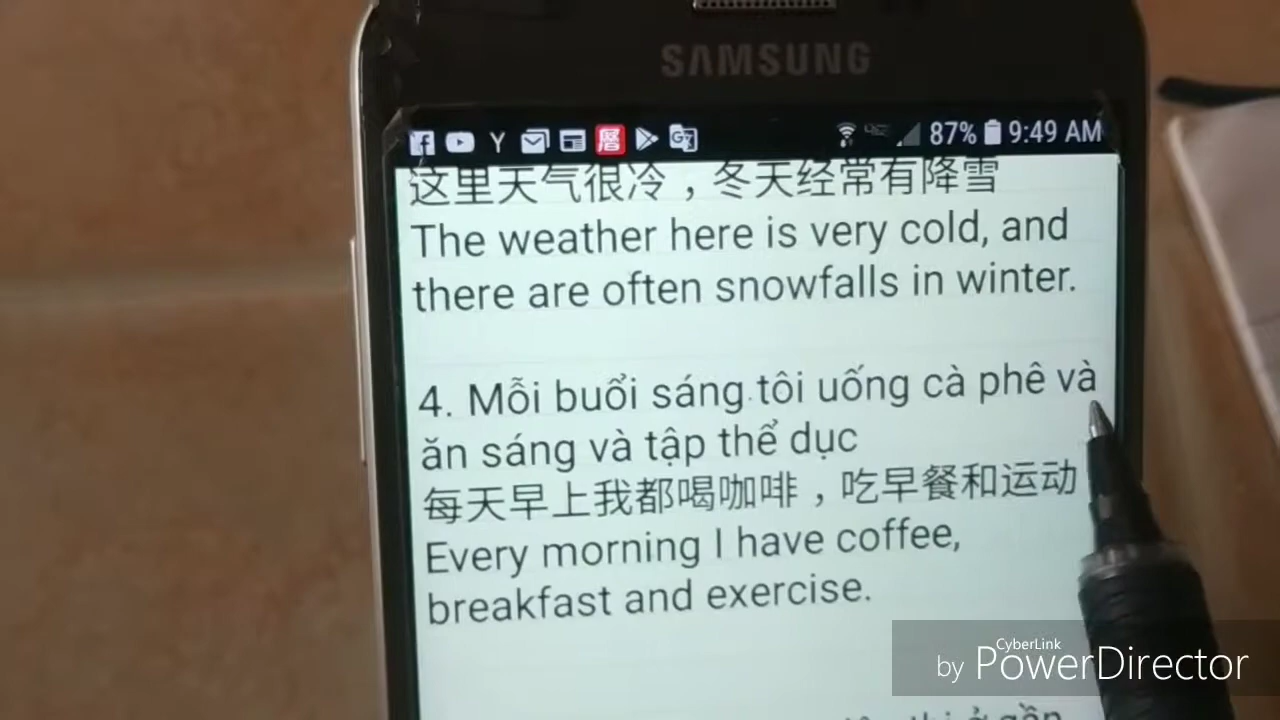 SAMSUNG
87% 9:49 AM
这里天气很冷，冬天经常有降雪
The weather here is very cold, and
there are often snowfalls in winter.
4. Mỗi buổi sáng tôi uống cà phê và
ăn sáng và tập thể dục
每天早上我都喝咖啡，吃早餐和运动
Every morning I have coffee,
breakfast and exercise.
CyberLink
by PowerDirector